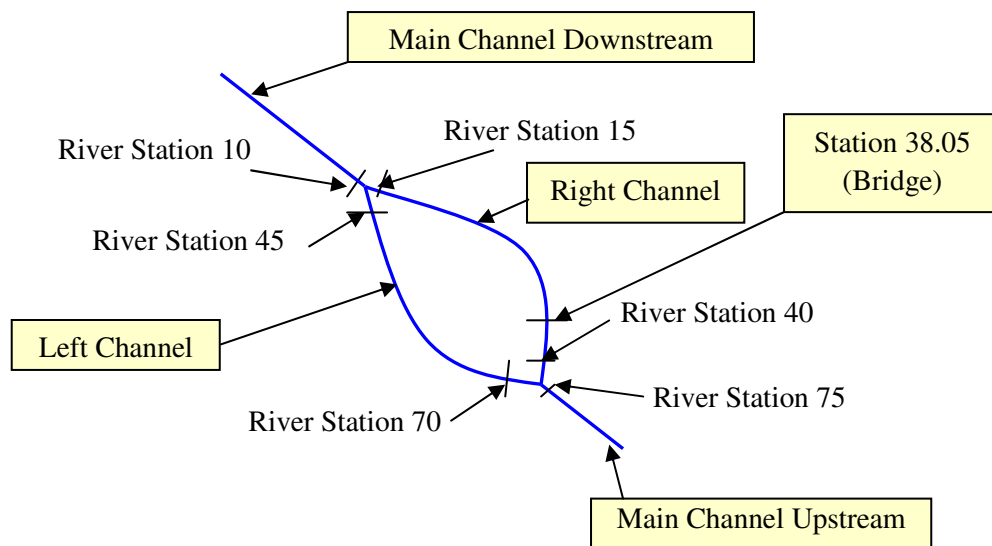 Main Channel Downstream
River Station 15
River Station 10
Station 38.05
(Bridge)
Right Channel
River Station 45
River Station 40
Left Channel
River Station 75
River Station 70
Main Channel Upstream